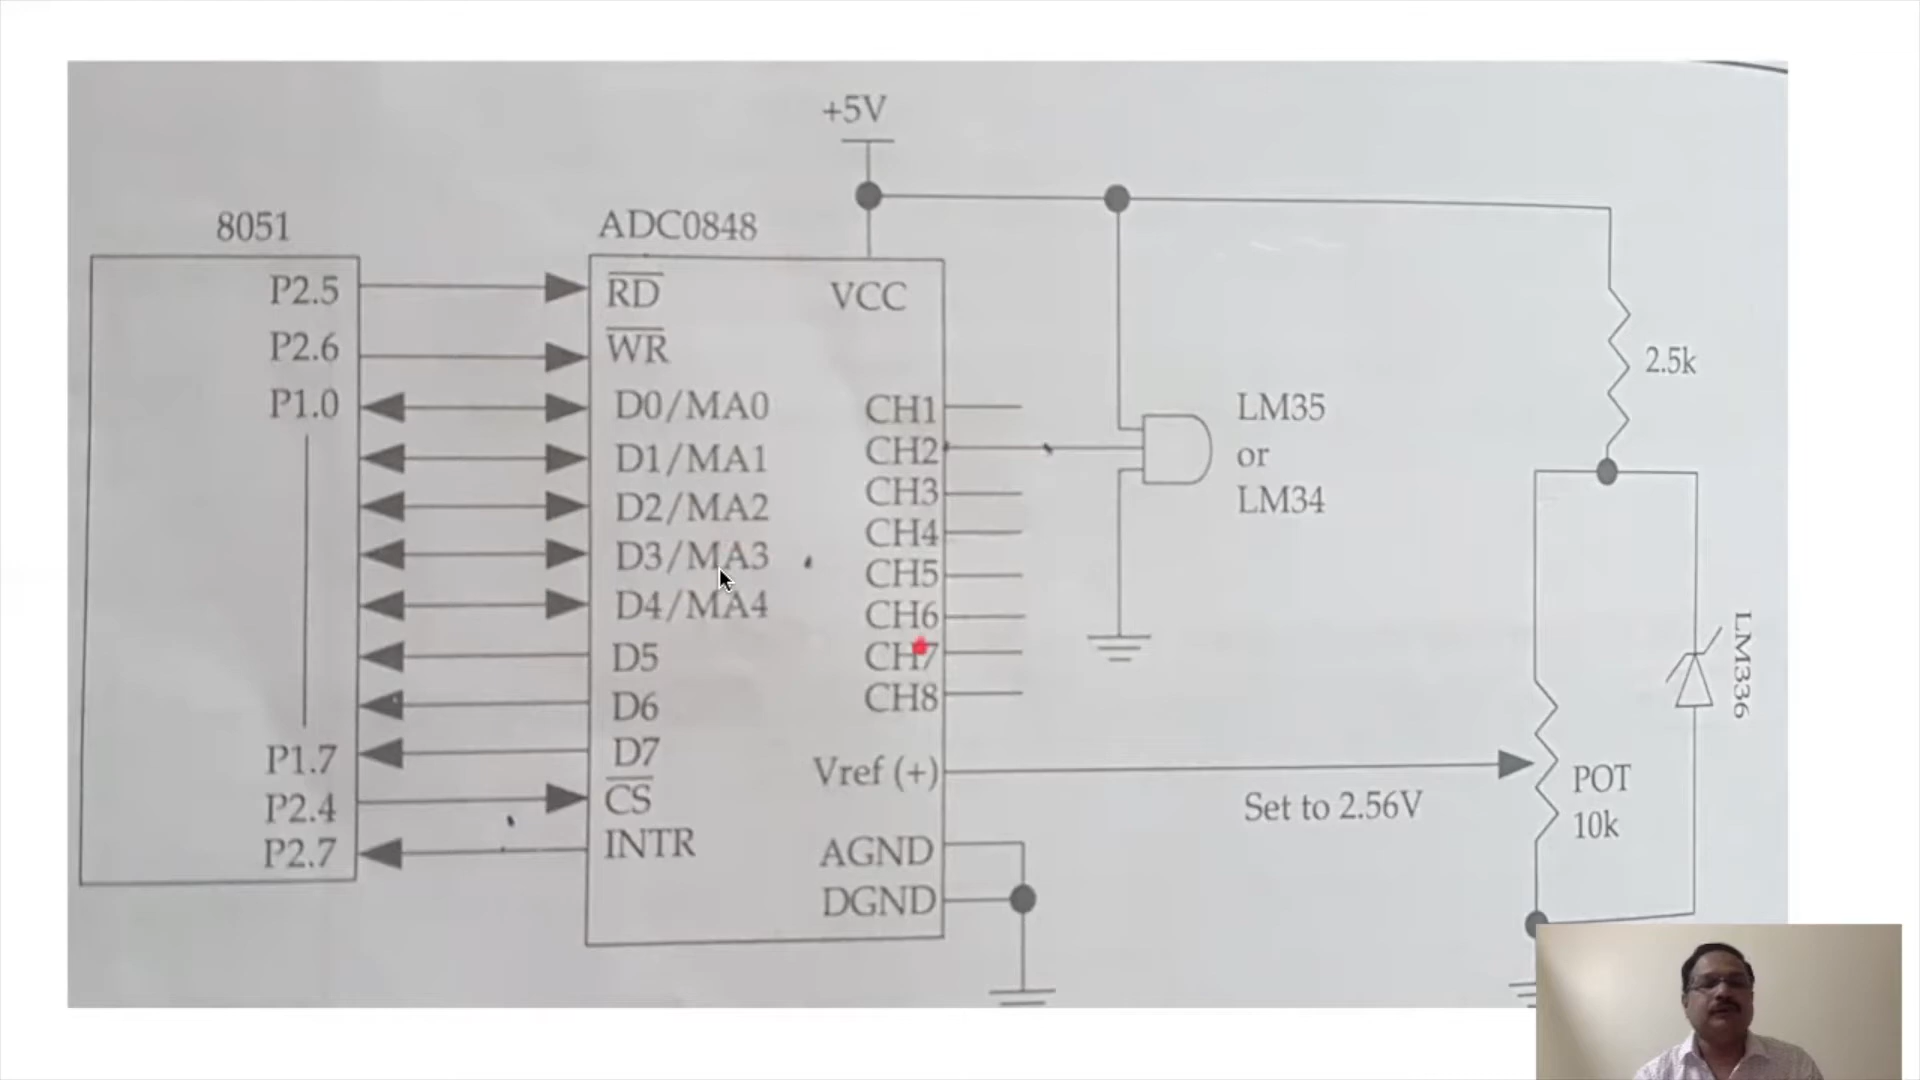 +5V
8051
ADC0848
P2.5
RD
VCC
P2.6
WR
P1.0
D0/MA0
CH1
LM35
or
LM34
2.5k
D1/MA1
CH2
D2/MA2
CH3
D3/MA3
CH4
CH5
D4/MA4
CH6
D5
CH7
D6
CH8
LM336
P1.7
D7
Vref (+)
Set to 2.56V
POT
10k
P2.4
CS
P2.7
INTR
AGND
DGND